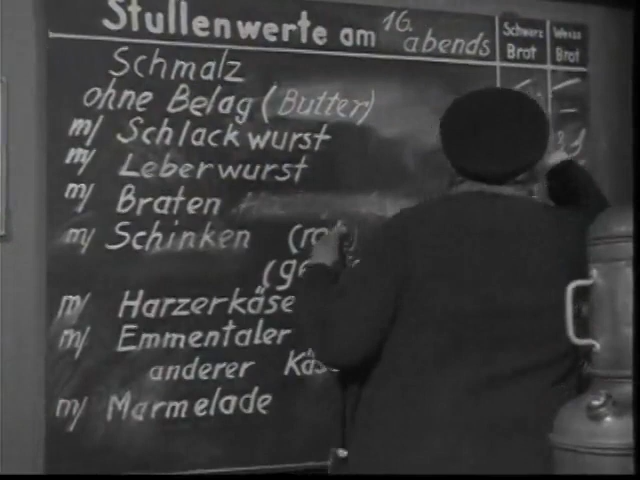 Stullenwerte am 16. abends
Schwarz Brot
Weiss Brot
Schmalz
ohne Belag (Butter)
m/ Schlackwurst
m/ Leberwurst
m/ Braten
m/ Schinken
m/ Harzerkäse
m/ Emmentaler
anderer
m/ Marmelade